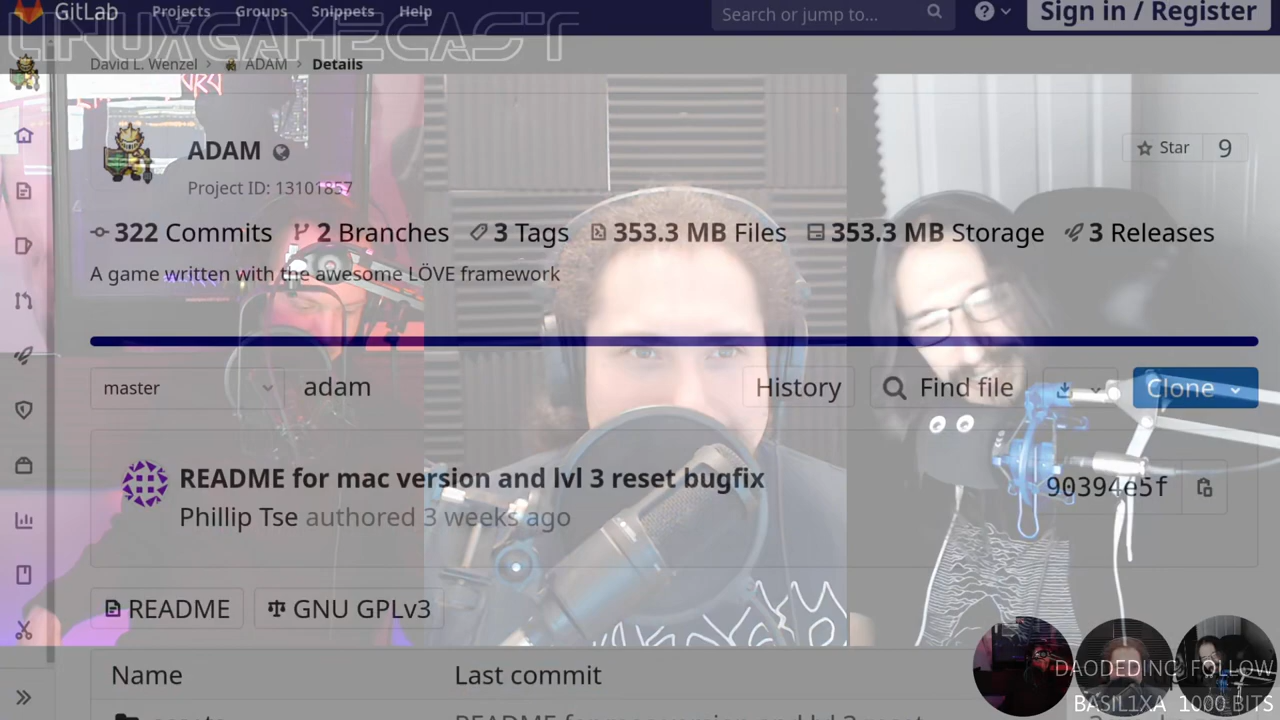 GitLab Projects Groups Snippets Help Search or jump to... Sign in / Register
LINUXGAMECAST
David L. Wenzel ADAM Details
ADAM
Star 9
Project ID: 13101857
322 Commits 2 Branches 3 Tags 353.3 MB Files 353.3 MB Storage 3 Releases
A game written with the awesome LÖVE framework
master adam History Find file Clone
README for mac version and lvl 3 reset bugfix
90394e5f
Phillip Tse authored 3 weeks ago
README GNU GPLv3
DAODEDING FOLLOW
Name Last commit
BASIL1XA 1000 BITS